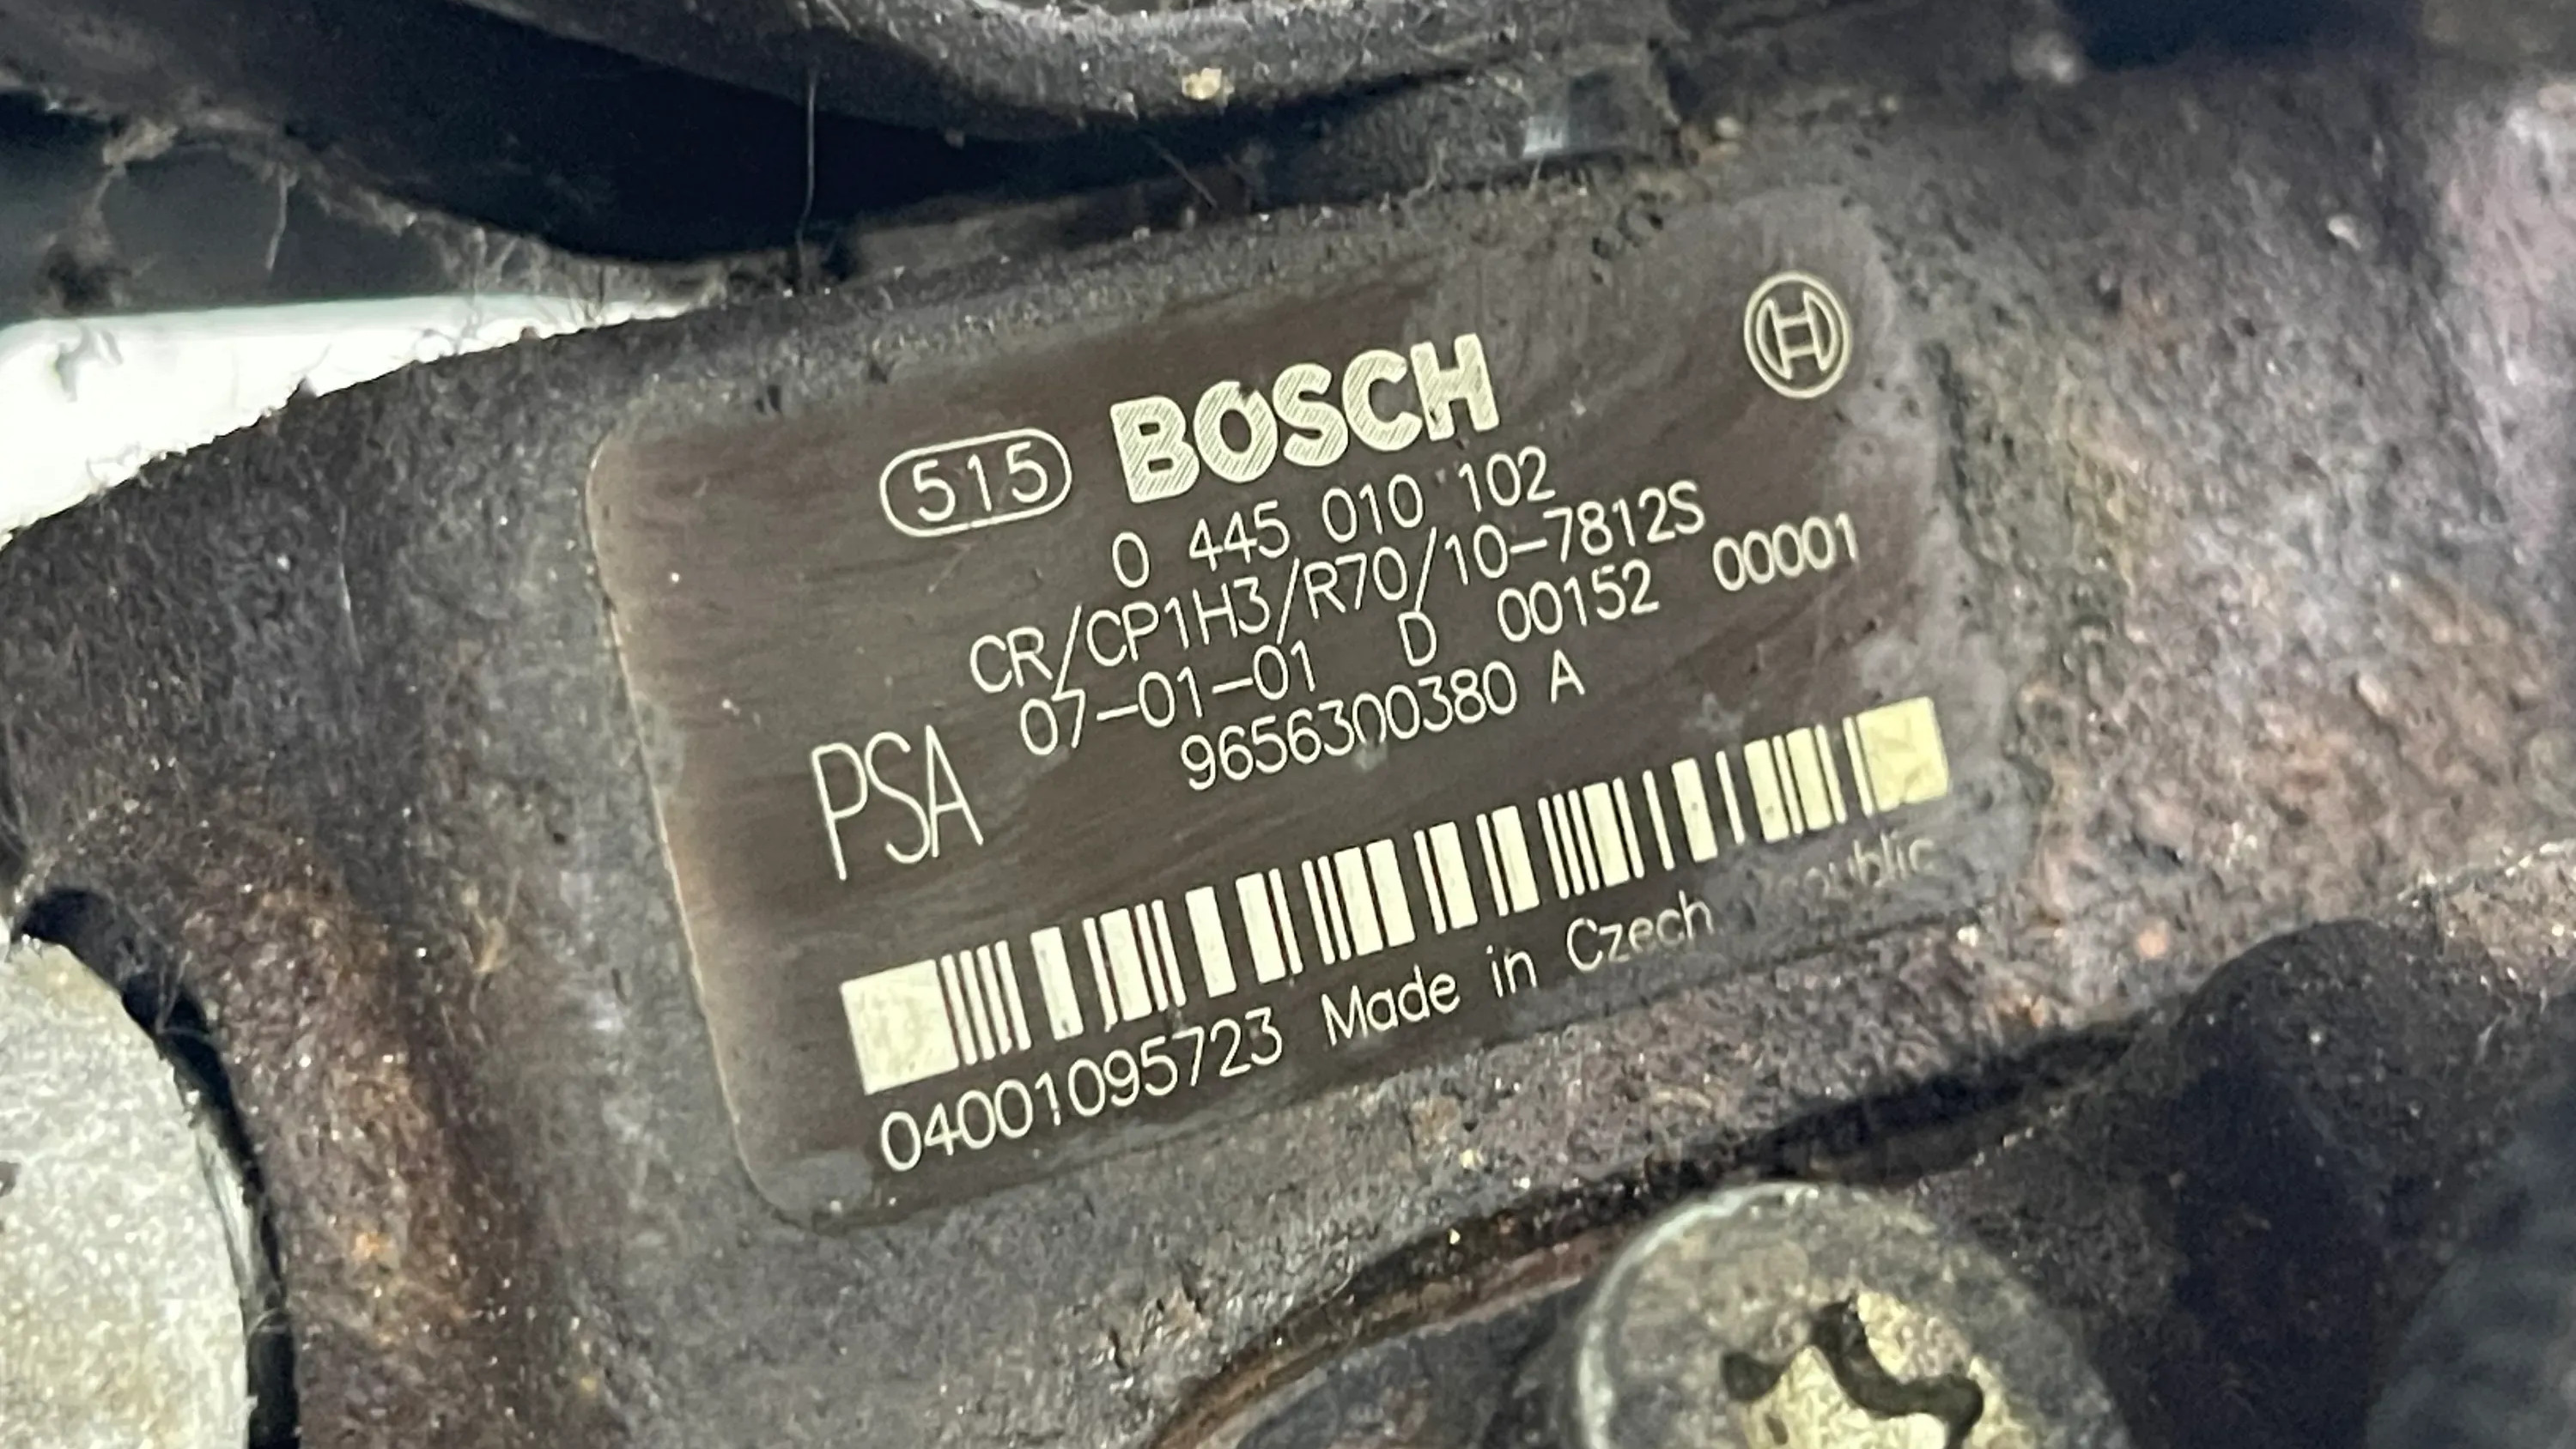 515 BOSCH
0 445 010 102
CR/CP1H3/R70/10-7812S
07-01-01 D 00152 00001
PSA 9656300380 A
04001095723 Made in Czech